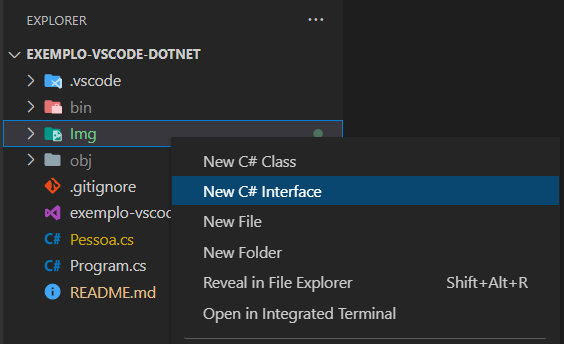 EXPLORER
EXEMPLO-VSCODE-DOTNET
.vscode
bin
Img
obj
.gitignore
exemplo-vscod
C# Pessoa.cs
C# Program.cs
README.md
New C# Class
New C# Interface
New File
New Folder
Reveal in File Explorer Shift+Alt+R
Open in Integrated Terminal